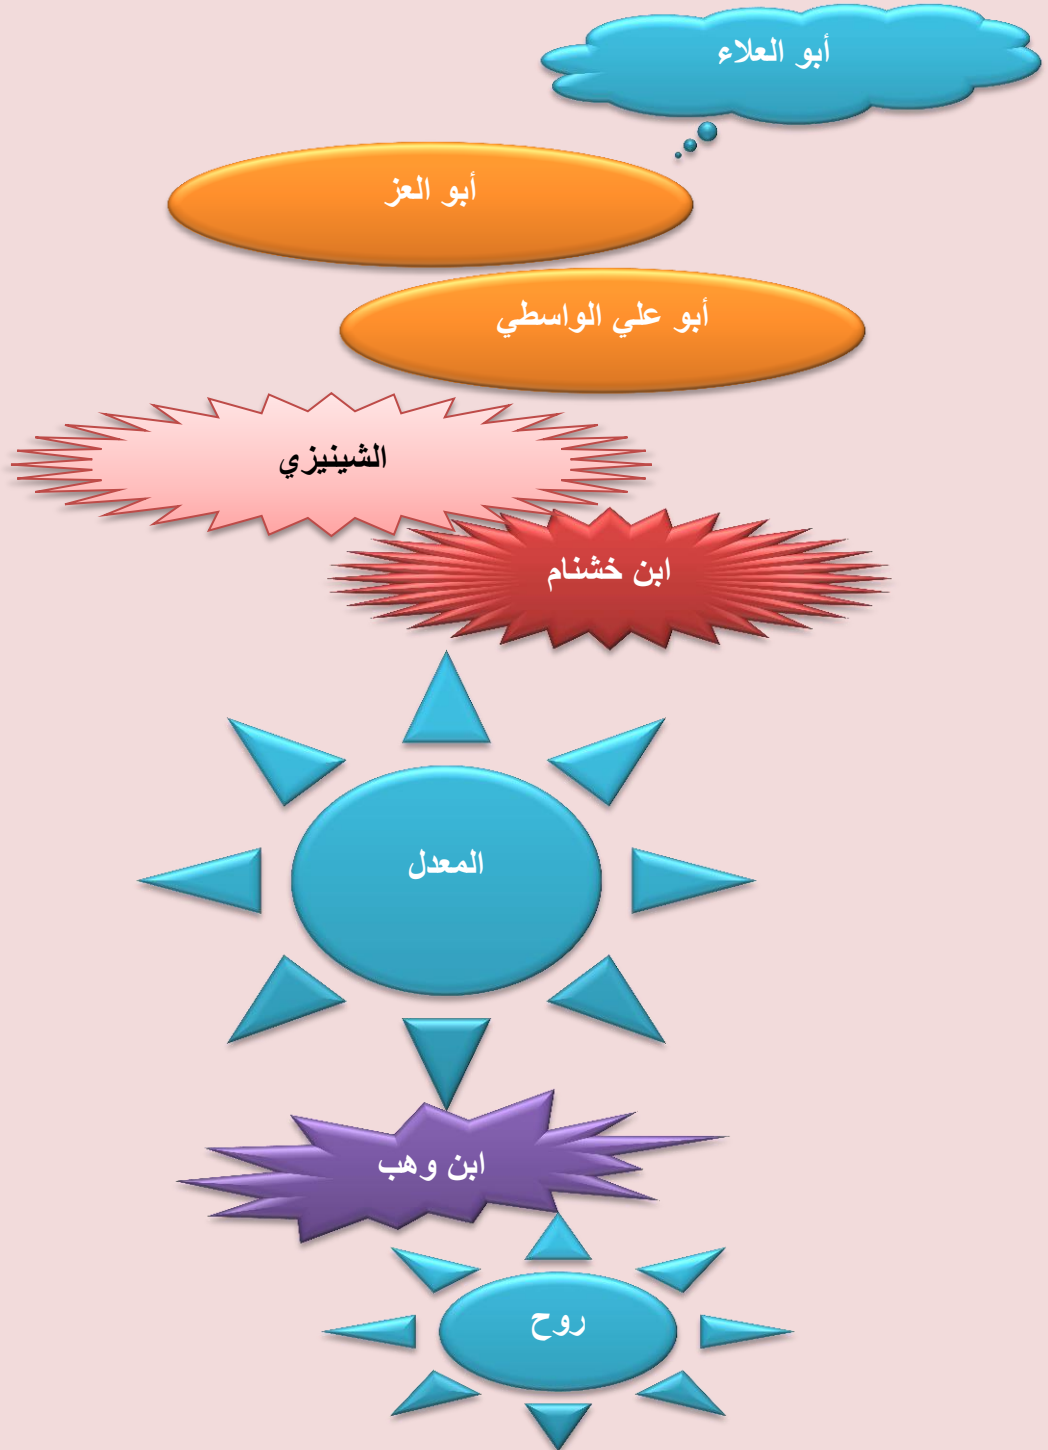 أبو العلاء
أبو العز
أبو علي الواسطي
الشينيزي
ابن خشنام
المعدل
ابن وهب
روح